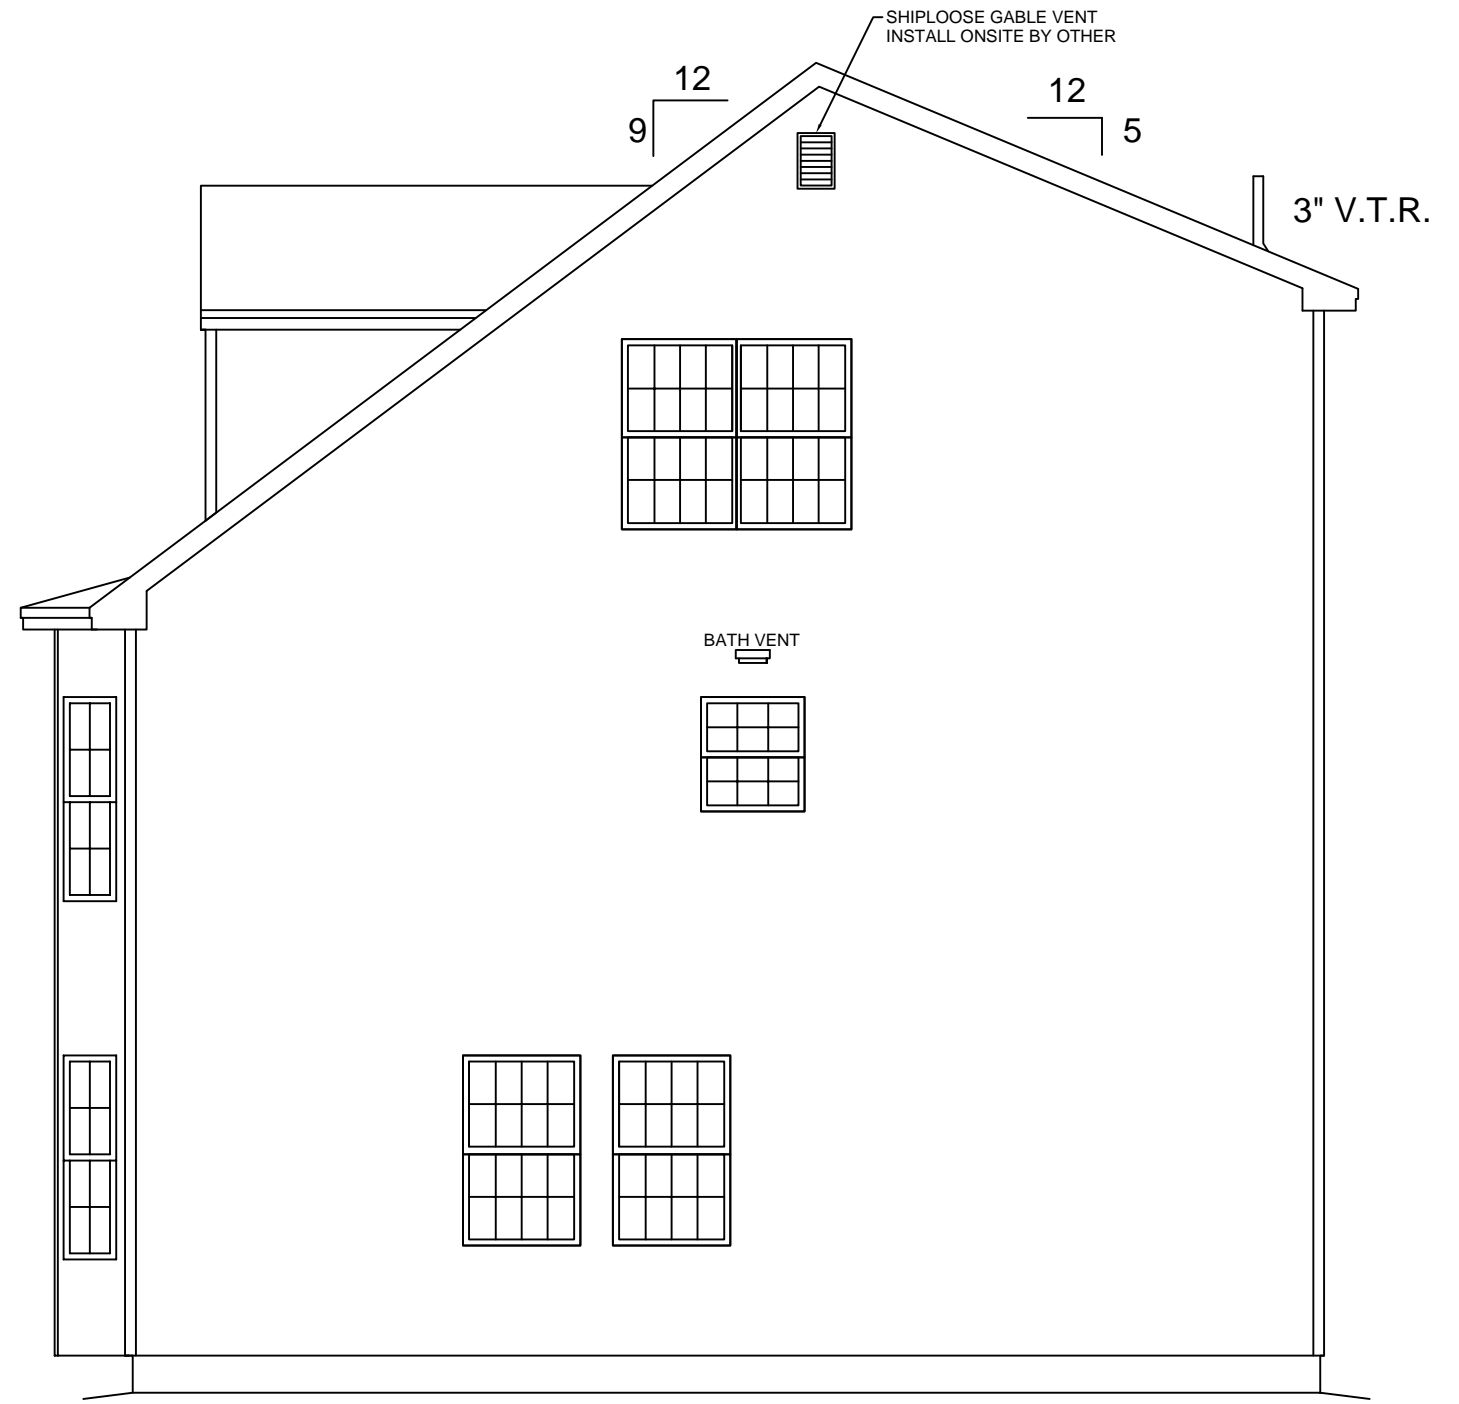 SHIPLOOSE GABLE VENT
INSTALL ONSITE BY OTHER
12
9
12
5
3" V.T.R.
BATH VENT